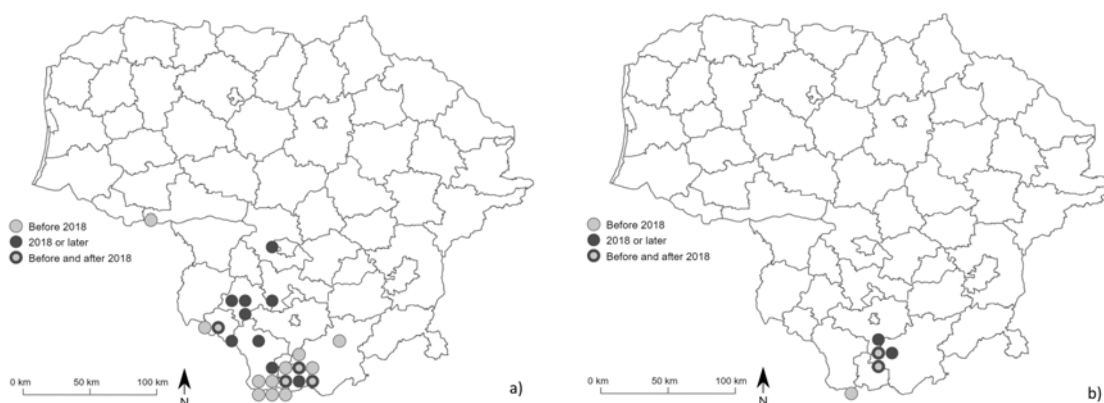 Before 2018
2018 or later
Before and after 2018
0 km 50 km 100 km
N
a)
Before 2018
2018 or later
Before and after 2018
0 km 50 km 100 km
N
b)